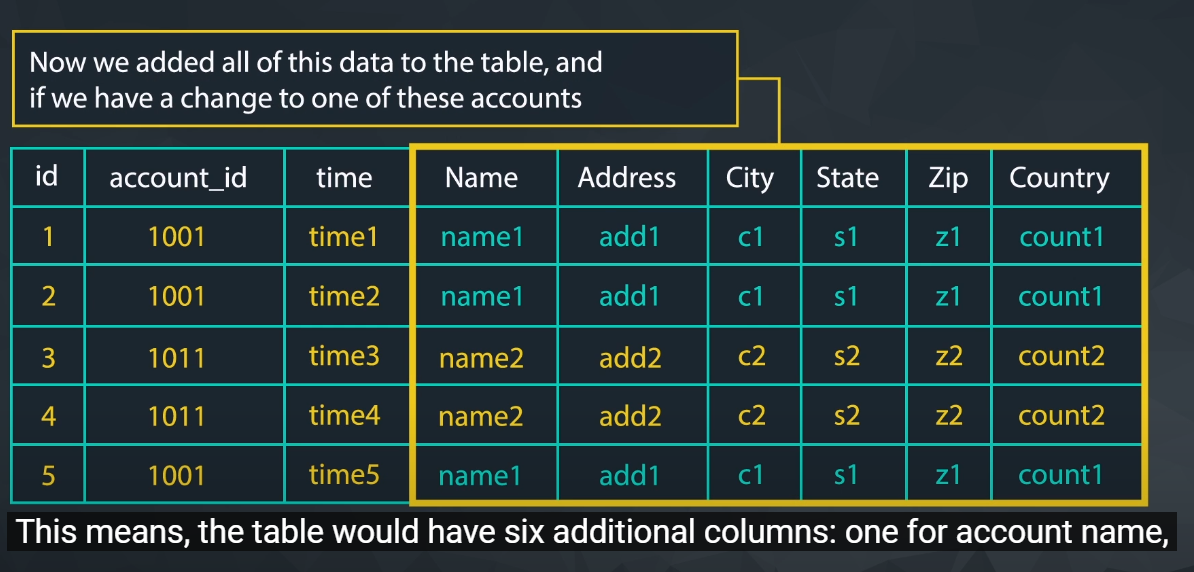 Now we added all of this data to the table, and
if we have a change to one of these accounts
id account_id time Name Address City State Zip Country
1 1001 time1 name1 add1 c1 s1 z1 count1
2 1001 time2 name1 add1 c1 s1 z1 count1
3 1011 time3 name2 add2 c2 s2 z2 count2
4 1011 time4 name2 add2 c2 s2 z2 count2
5 1001 time5 name1 add1 c1 s1 z1 count1
This means, the table would have six additional columns: one for account name,